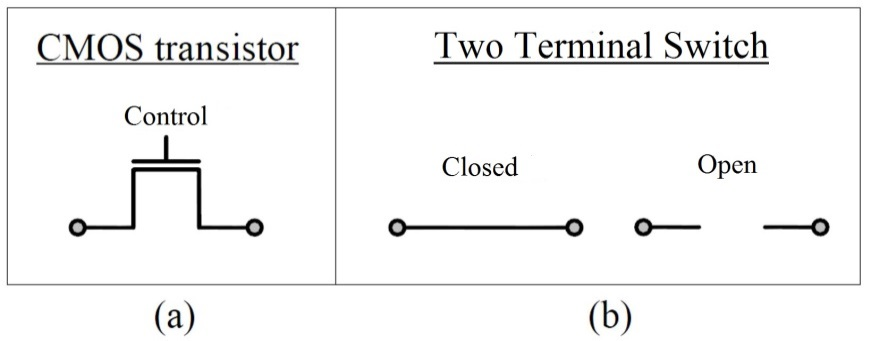 CMOS transistor
Control
(a)
Two Terminal Switch
Closed
Open
(b)